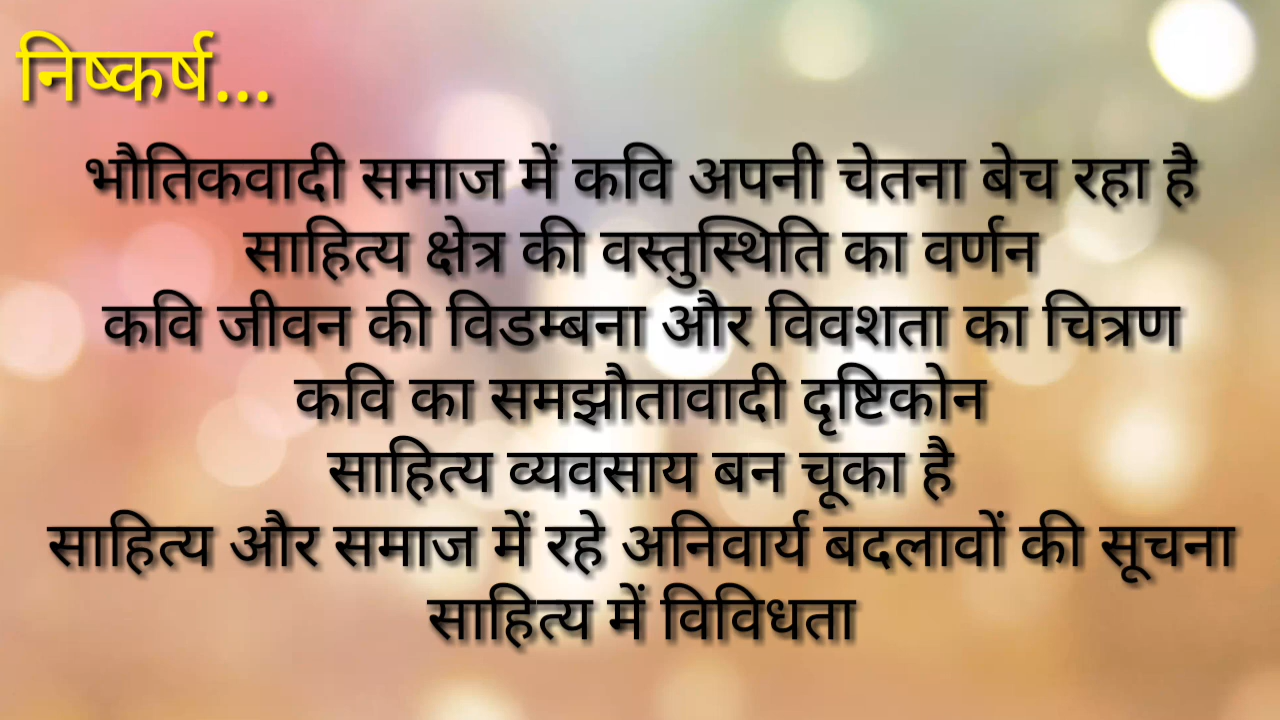 निष्कर्ष...
भौतिकवादी समाज में कवि अपनी चेतना बेच रहा है
साहित्य क्षेत्र की वस्तुस्थिति का वर्णन
कवि जीवन की विडम्बना और विवशता का चित्रण
कवि का समझौतावादी दृष्टिकोन
साहित्य व्यवसाय बन चूका है
साहित्य और समाज में रहे अनिवार्य बदलावों की सूचना
साहित्य में विविधता